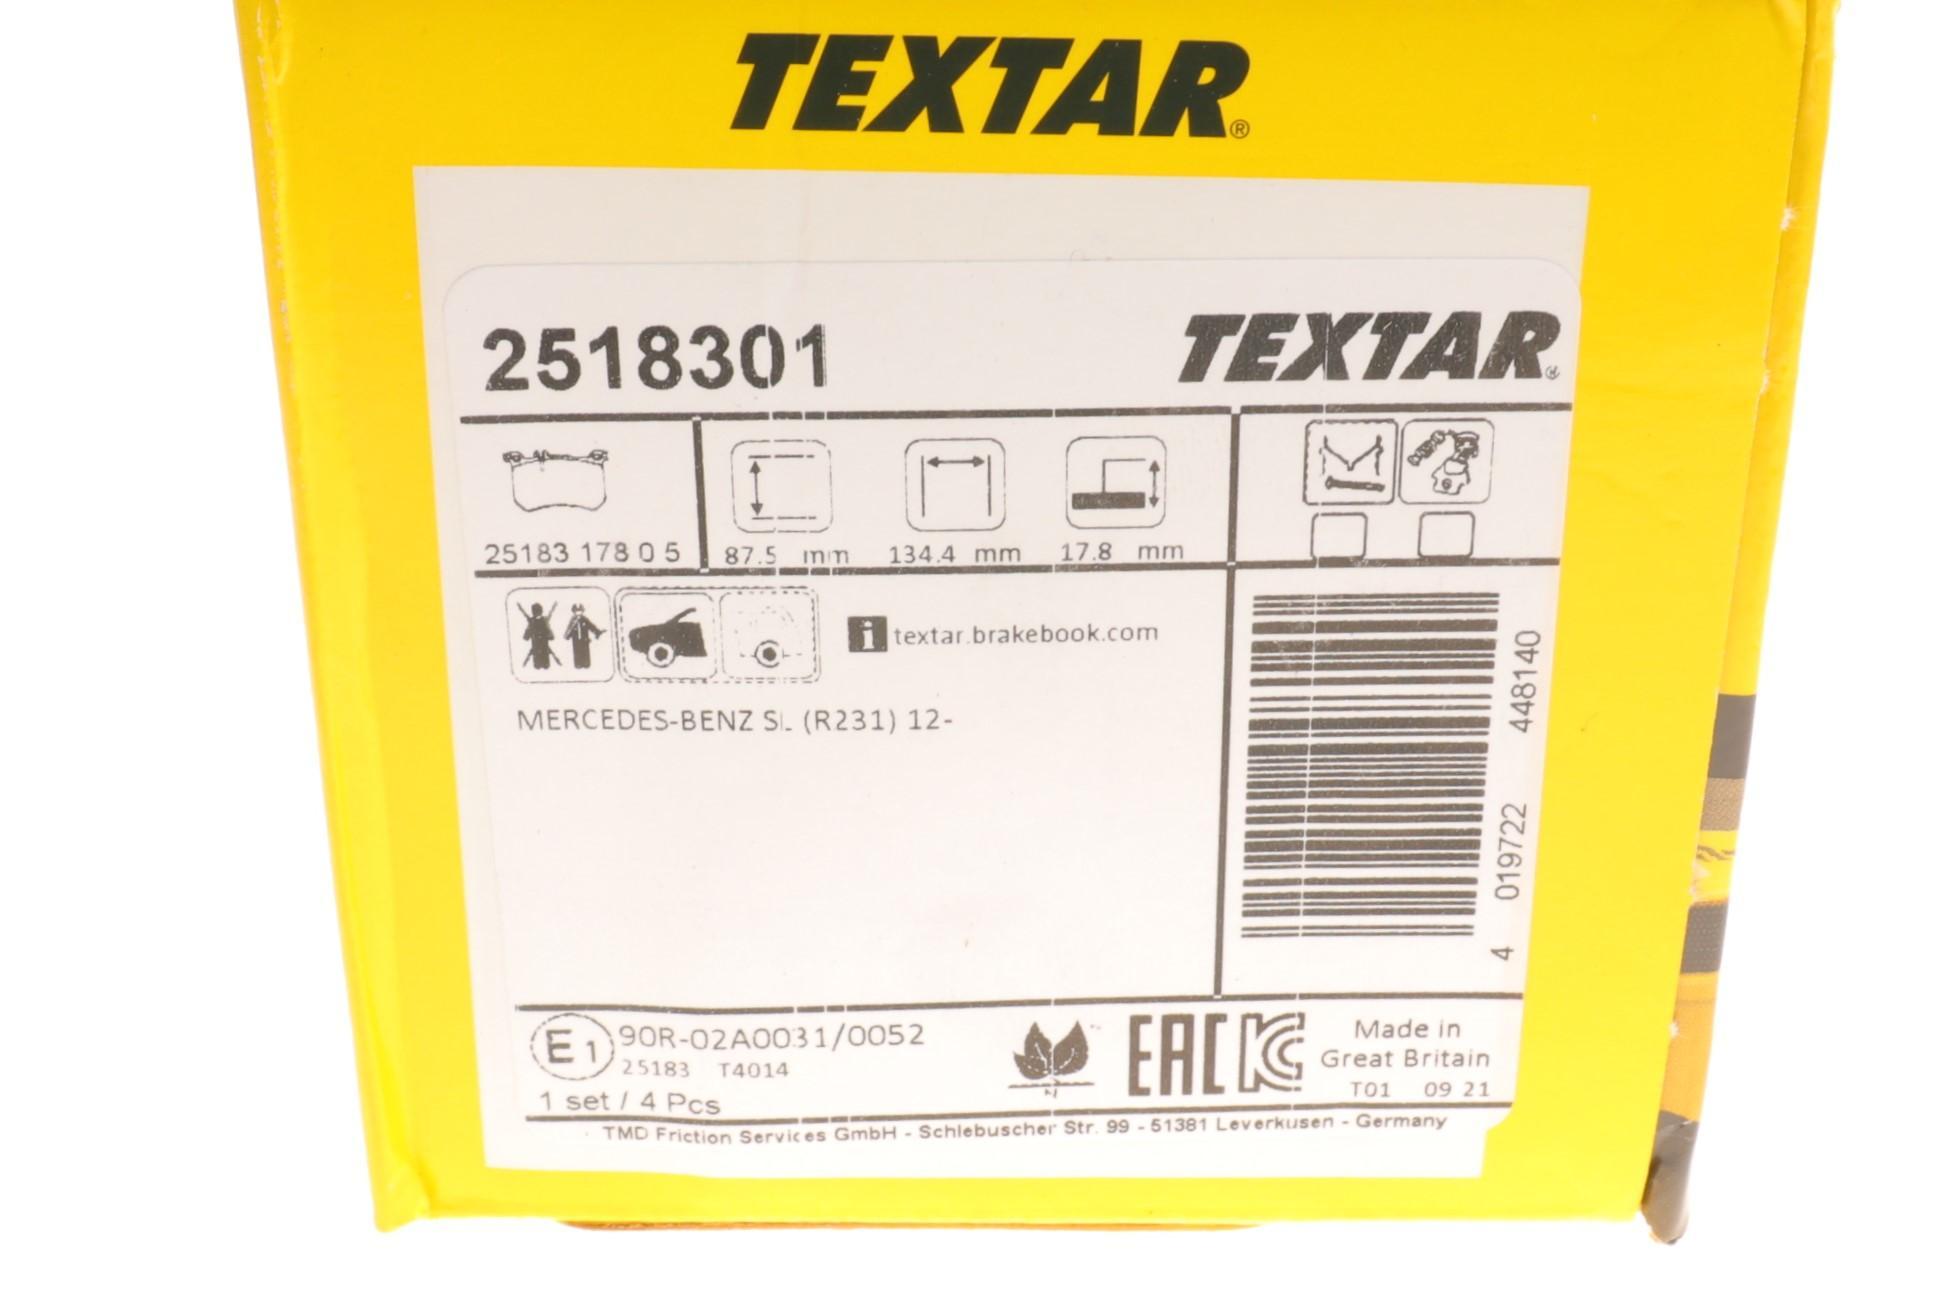 TEXTAR®
2518301 TEXTAR®
25183 178 0 5 87.5 mm 134.4 mm 17.8 mm
i textar.brakebook.com
MERCEDES-BENZ SL (R231) 12-
4 019722 448140
E1 90R-02A0031/0052
25183 T4014
1 set / 4 Pcs
EAC KC
Made in
Great Britain
T01 09 21
TMD Friction Services GmbH - Schlebuscher Str. 99 - 51381 Leverkusen - Germany